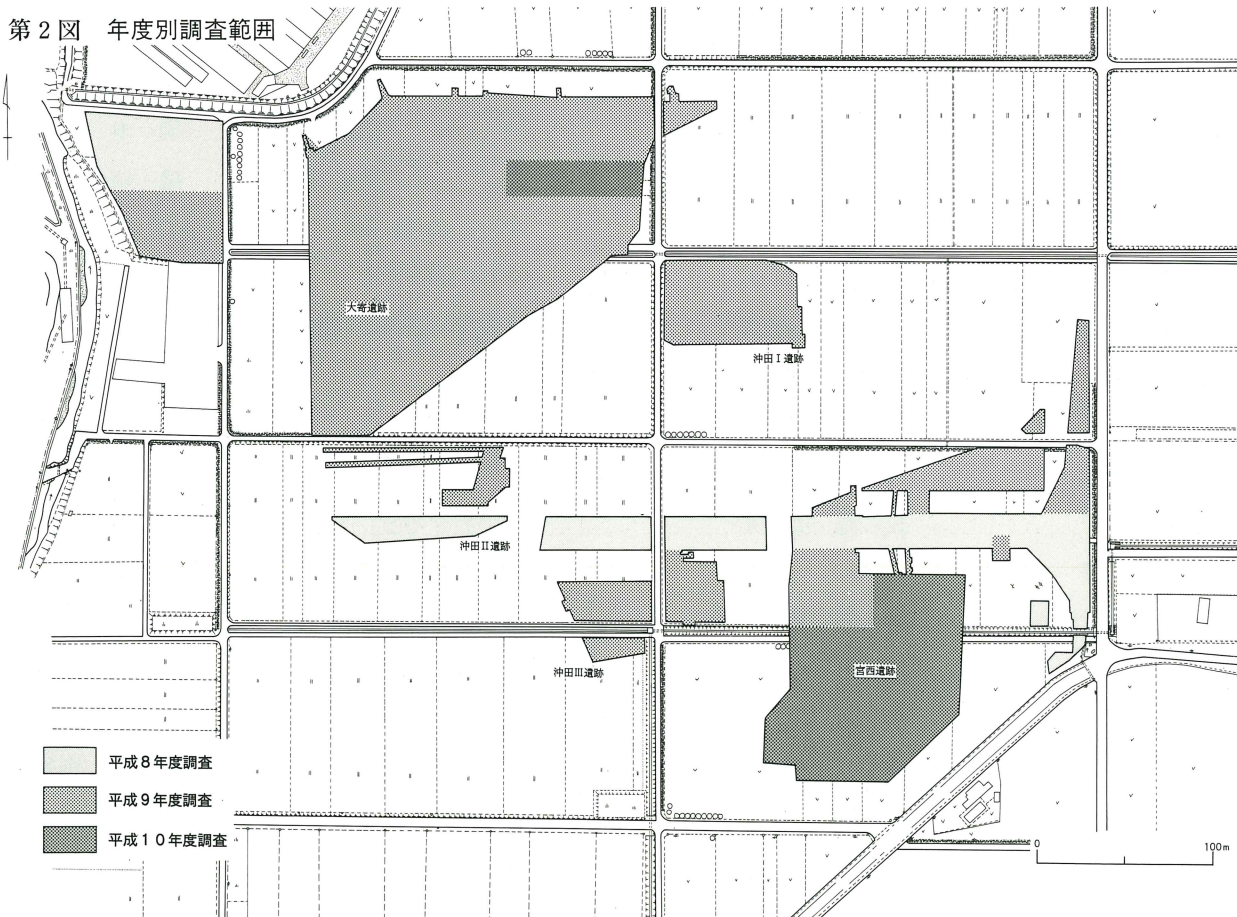 第2図 年度別調査範囲
大寄遺跡
沖田Ⅰ遺跡
沖田Ⅱ遺跡
沖田Ⅲ遺跡
宮西遺跡
平成8年度調査
平成9年度調査
平成10年度調査
0 100m